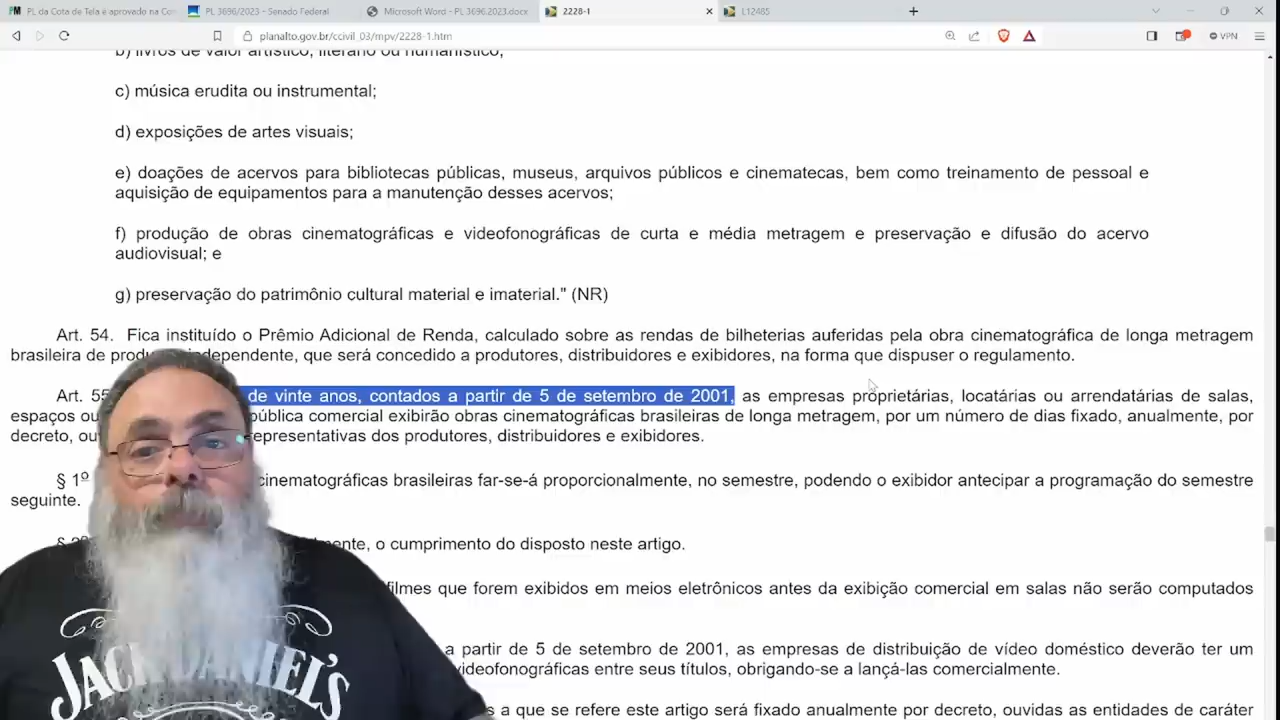 PL da Cota de Tela é aprovado na Con
PL 3696/2023 - Senado Federal
Microsoft Word - PL 3696.2023.docx
2228-1
L12485
planalto.gov.br/ccivil_03/mpv/2228-1.htm
VPN
b) livros de valor artístico, literário ou humanístico;
c) música erudita ou instrumental;
d) exposições de artes visuais;
e) doações de acervos para bibliotecas públicas, museus, arquivos públicos e cinematecas, bem como treinamento de pessoal e
aquisição de equipamentos para a manutenção desses acervos;
f) produção de obras cinematográficas e videofonográficas de curta e média metragem e preservação e difusão do acervo
audiovisual; e
g) preservação do patrimônio cultural material e imaterial." (NR)
Art. 54. Fica instituído o Prêmio Adicional de Renda, calculado sobre as rendas de bilheterias auferidas pela obra cinematográfica de longa metragem
brasileira de produ independente, que será concedido a produtores, distribuidores e exibidores, na forma que dispuser o regulamento.
Art. 55 de vinte anos, contados a partir de 5 de setembro de 2001, as empresas proprietárias, locatárias ou arrendatárias de salas,
espaços ou pública comercial exibirão obras cinematográficas brasileiras de longa metragem, por um número de dias fixado, anualmente, por
decreto, ou representativas dos produtores, distribuidores e exibidores.
§ 1º cinematográficas brasileiras far-se-á proporcionalmente, no semestre, podendo o exibidor antecipar a programação do semestre
seguinte.
§ 2º mente, o cumprimento do disposto neste artigo.
filmes que forem exibidos em meios eletrônicos antes da exibição comercial em salas não serão computados
a partir de 5 de setembro de 2001, as empresas de distribuição de vídeo doméstico deverão ter um
videofonográficas entre seus títulos, obrigando-se a lançá-las comercialmente.
s a que se refere este artigo será fixado anualmente por decreto, ouvidas as entidades de caráter
JACK DANIEL'S